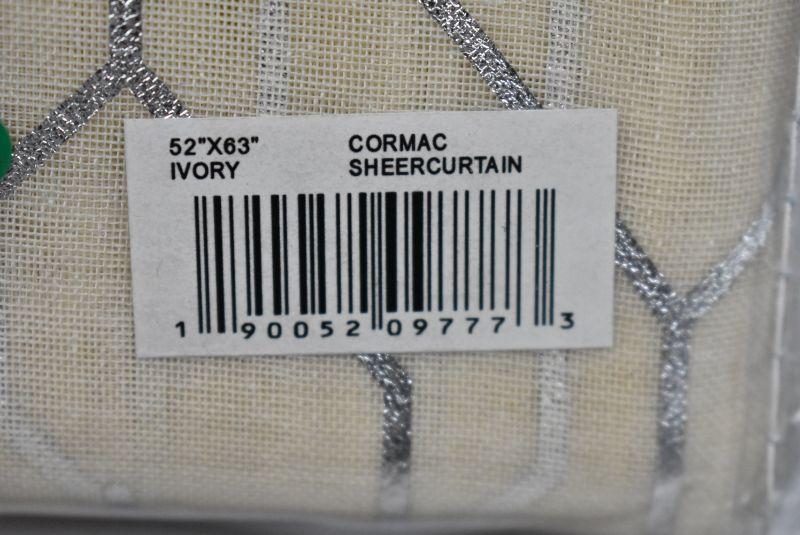 52"X63" CORMAC
IVORY SHEERCURTAIN
1 90052 09777 3